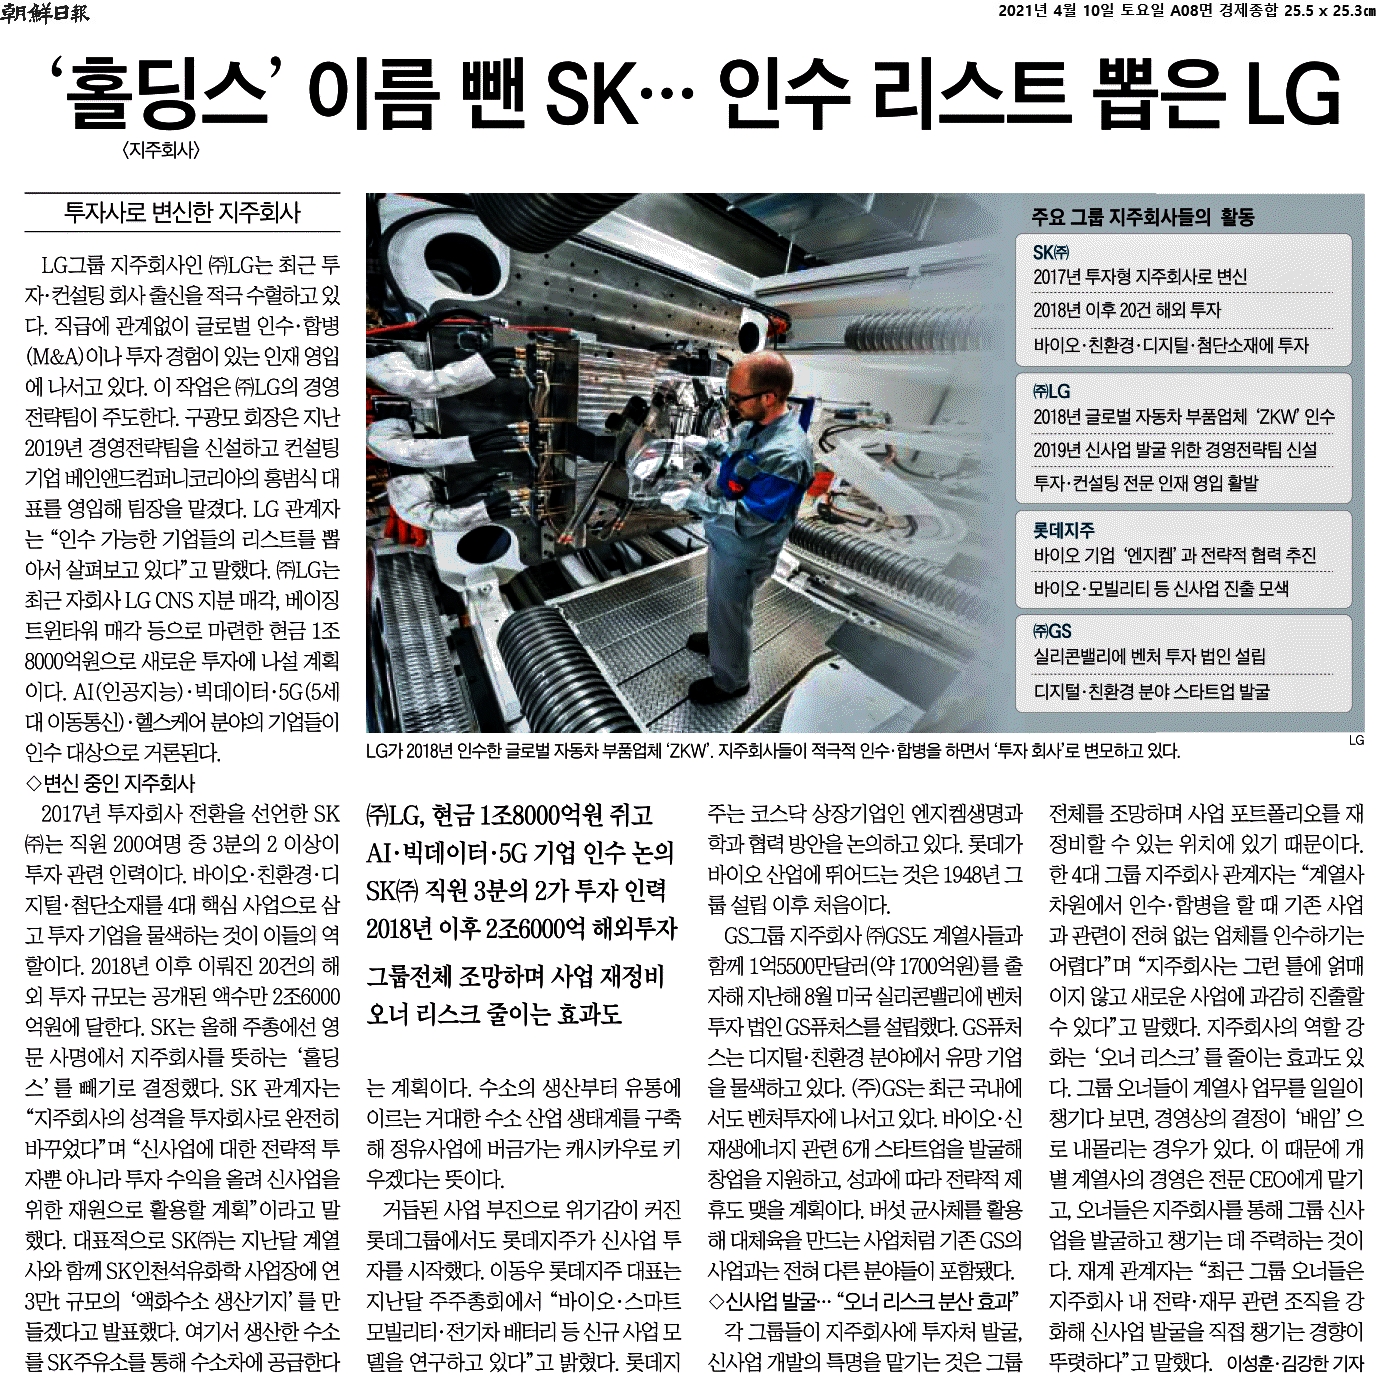 朝鮮日報
2021년 4월 10일 토요일 A08면 경제종합 25.5 x 25.3㎝
‘홀딩스’ 이름 뺀 SK… 인수 리스트 뽑은 LG
〈지주회사〉
투자사로 변신한 지주회사
LG그룹 지주회사인 ㈜LG는 최근 투
자·컨설팅 회사 출신을 적극 수혈하고 있
다. 직급에 관계없이 글로벌 인수·합병
(M&A)이나 투자 경험이 있는 인재 영입
에 나서고 있다. 이 작업은 ㈜LG의 경영
전략팀이 주도한다. 구광모 회장은 지난
2019년 경영전략팀을 신설하고 컨설팅
기업 베인앤드컴퍼니코리아의 홍범식 대
표를 영입해 팀장을 맡겼다. LG 관계자
는 “인수 가능한 기업들의 리스트를 뽑
아서 살펴보고 있다”고 말했다. ㈜LG는
최근 자회사 LG CNS 지분 매각, 베이징
트윈타워 매각 등으로 마련한 현금 1조
8000억원으로 새로운 투자에 나설 계획
이다. AI(인공지능)·빅데이터·5G(5세
대 이동통신)·헬스케어 분야의 기업들이
인수 대상으로 거론된다.
◇변신 중인 지주회사
2017년 투자회사 전환을 선언한 SK
㈜는 직원 200여명 중 3분의 2 이상이
투자 관련 인력이다. 바이오·친환경·디
지털·첨단소재를 4대 핵심 사업으로 삼
고 투자 기업을 물색하는 것이 이들의 역
할이다. 2018년 이후 이뤄진 20건의 해
외 투자 규모는 공개된 액수만 2조6000
억원에 달한다. SK는 올해 주총에선 영
문 사명에서 지주회사를 뜻하는 ‘홀딩
스’를 빼기로 결정했다. SK 관계자는
“지주회사의 성격을 투자회사로 완전히
바꾸었다”며 “신사업에 대한 전략적 투
자뿐 아니라 투자 수익을 올려 신사업을
위한 재원으로 활용할 계획”이라고 말
했다. 대표적으로 SK㈜는 지난달 계열
사와 함께 SK인천석유화학 사업장에 연
3만t 규모의 ‘액화수소 생산기지’를 만
들겠다고 발표했다. 여기서 생산한 수소
를 SK주유소를 통해 수소차에 공급한다
주요 그룹 지주회사들의 활동
SK㈜
2017년 투자형 지주회사로 변신
2018년 이후 20건 해외 투자
바이오·친환경·디지털·첨단소재에 투자
㈜LG
2018년 글로벌 자동차 부품업체 ‘ZKW’ 인수
2019년 신사업 발굴 위한 경영전략팀 신설
투자·컨설팅 전문 인재 영입 활발
롯데지주
바이오 기업 ‘엔지켐’과 전략적 협력 추진
바이오·모빌리티 등 신사업 진출 모색
㈜GS
실리콘밸리에 벤처 투자 법인 설립
디지털·친환경 분야 스타트업 발굴
LG
LG가 2018년 인수한 글로벌 자동차 부품업체 ‘ZKW’. 지주회사들이 적극적 인수·합병을 하면서 ‘투자 회사’로 변모하고 있다.
㈜LG, 현금 1조8000억원 쥐고
AI·빅데이터·5G 기업 인수 논의
SK㈜ 직원 3분의 2가 투자 인력
2018년 이후 2조6000억 해외투자
그룹전체 조망하며 사업 재정비
오너 리스크 줄이는 효과도
는 계획이다. 수소의 생산부터 유통에
이르는 거대한 수소 산업 생태계를 구축
해 정유사업에 버금가는 캐시카우로 키
우겠다는 뜻이다.
거듭된 사업 부진으로 위기감이 커진
롯데그룹에서도 롯데지주가 신사업 투
자를 시작했다. 이동우 롯데지주 대표는
지난달 주주총회에서 “바이오·스마트
모빌리티·전기차 배터리 등 신규 사업 모
델을 연구하고 있다”고 밝혔다. 롯데지
주는 코스닥 상장기업인 엔지켐생명과
학과 협력 방안을 논의하고 있다. 롯데가
바이오 산업에 뛰어드는 것은 1948년 그
룹 설립 이후 처음이다.
GS그룹 지주회사 ㈜GS도 계열사들과
함께 1억5500만달러(약 1700억원)를 출
자해 지난해 8월 미국 실리콘밸리에 벤처
투자 법인 GS퓨처스를 설립했다. GS퓨처
스는 디지털·친환경 분야에서 유망 기업
을 물색하고 있다. (주)GS는 최근 국내에
서도 벤처투자에 나서고 있다. 바이오·신
재생에너지 관련 6개 스타트업을 발굴해
창업을 지원하고, 성과에 따라 전략적 제
휴도 맺을 계획이다. 버섯 균사체를 활용
해 대체육을 만드는 사업처럼 기존 GS의
사업과는 전혀 다른 분야들이 포함됐다.
◇신사업 발굴… “오너 리스크 분산 효과”
각 그룹들이 지주회사에 투자처 발굴,
신사업 개발의 특명을 맡기는 것은 그룹
전체를 조망하며 사업 포트폴리오를 재
정비할 수 있는 위치에 있기 때문이다.
한 4대 그룹 지주회사 관계자는 “계열사
차원에서 인수·합병을 할 때 기존 사업
과 관련이 전혀 없는 업체를 인수하기는
어렵다”며 “지주회사는 그런 틀에 얽매
이지 않고 새로운 사업에 과감히 진출할
수 있다”고 말했다. 지주회사의 역할 강
화는 ‘오너 리스크’를 줄이는 효과도 있
다. 그룹 오너들이 계열사 업무를 일일이
챙기다 보면, 경영상의 결정이 ‘배임’으
로 내몰리는 경우가 있다. 이 때문에 개
별 계열사의 경영은 전문 CEO에게 맡기
고, 오너들은 지주회사를 통해 그룹 신사
업을 발굴하고 챙기는 데 주력하는 것이
다. 재계 관계자는 “최근 그룹 오너들은
지주회사 내 전략·재무 관련 조직을 강
화해 신사업 발굴을 직접 챙기는 경향이
뚜렷하다”고 말했다. 이성훈·김강한 기자